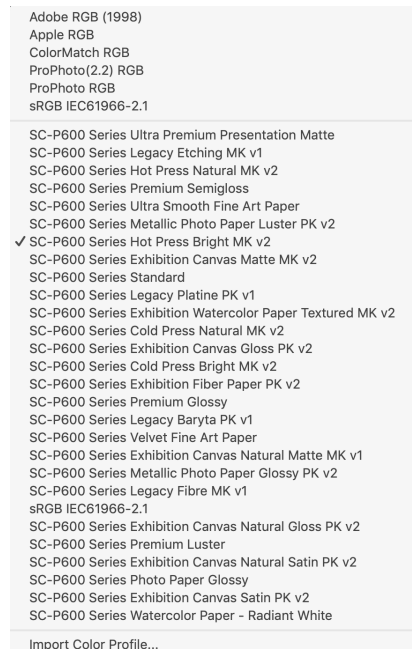 Adobe RGB (1998)
Apple RGB
ColorMatch RGB
ProPhoto(2.2) RGB
ProPhoto RGB
sRGB IEC61966-2.1
SC-P600 Series Ultra Premium Presentation Matte
SC-P600 Series Legacy Etching MK v1
SC-P600 Series Hot Press Natural MK v2
SC-P600 Series Premium Semigloss
SC-P600 Series Ultra Smooth Fine Art Paper
SC-P600 Series Metallic Photo Paper Luster PK v2
✓ SC-P600 Series Hot Press Bright MK v2
SC-P600 Series Exhibition Canvas Matte MK v2
SC-P600 Series Standard
SC-P600 Series Legacy Platine PK v1
SC-P600 Series Exhibition Watercolor Paper Textured MK v2
SC-P600 Series Cold Press Natural MK v2
SC-P600 Series Exhibition Canvas Gloss PK v2
SC-P600 Series Cold Press Bright MK v2
SC-P600 Series Exhibition Fiber Paper PK v2
SC-P600 Series Premium Glossy
SC-P600 Series Legacy Baryta PK v1
SC-P600 Series Velvet Fine Art Paper
SC-P600 Series Exhibition Canvas Natural Matte MK v1
SC-P600 Series Metallic Photo Paper Glossy PK v2
SC-P600 Series Legacy Fibre MK v1
sRGB IEC61966-2.1
SC-P600 Series Exhibition Canvas Natural Gloss PK v2
SC-P600 Series Premium Luster
SC-P600 Series Exhibition Canvas Natural Satin PK v2
SC-P600 Series Photo Paper Glossy
SC-P600 Series Exhibition Canvas Satin PK v2
SC-P600 Series Watercolor Paper - Radiant White
Import Color Profile...